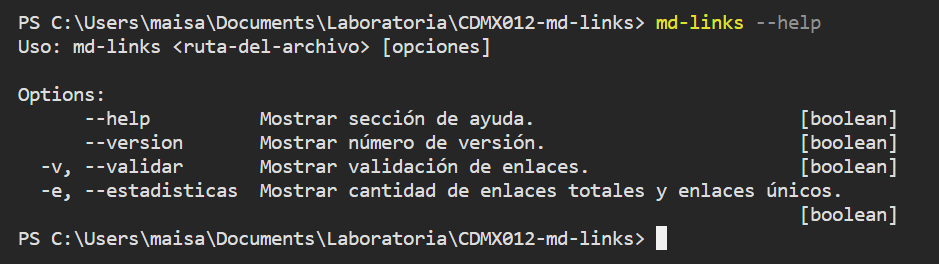 PS C:\Users\maisa\Documents\Laboratoria\CDMX012-md-links> md-links --help
Uso: md-links <ruta-del-archivo> [opciones]

Options:
      --help          Mostrar sección de ayuda.                       [boolean]
      --version       Mostrar número de versión.                      [boolean]
  -v, --validar       Mostrar validación de enlaces.                  [boolean]
  -e, --estadisticas  Mostrar cantidad de enlaces totales y enlaces únicos.
                                                                      [boolean]
PS C:\Users\maisa\Documents\Laboratoria\CDMX012-md-links>